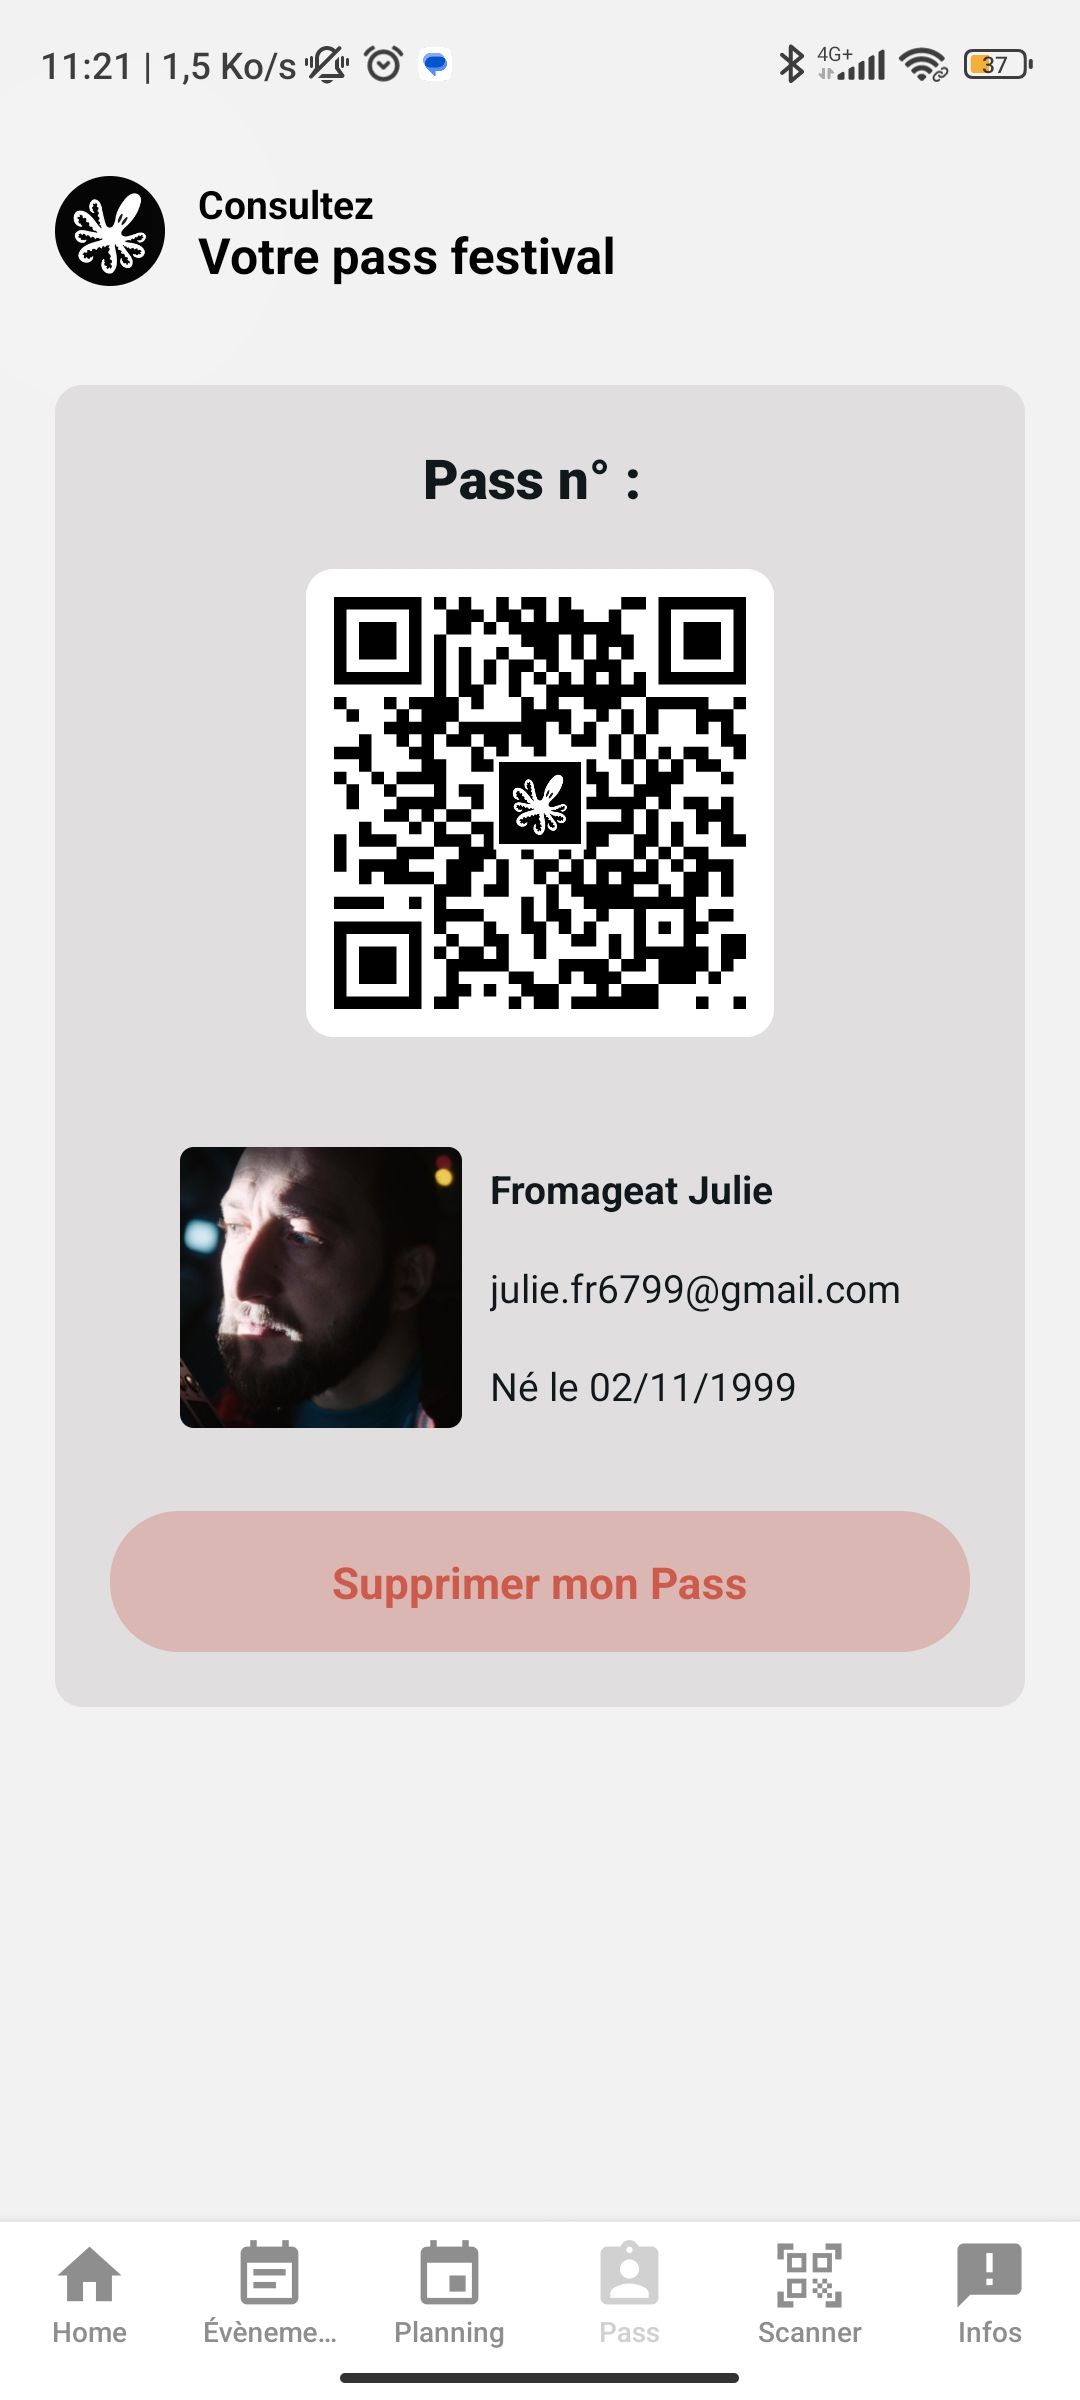 11:21 | 1,5 Ko/s
4G+
37
Consultez
Votre pass festival
Pass n° :
Fromageat Julie
julie.fr6799@gmail.com
Né le 02/11/1999
Supprimer mon Pass
Home
Évèneme...
Planning
Pass
Scanner
Infos